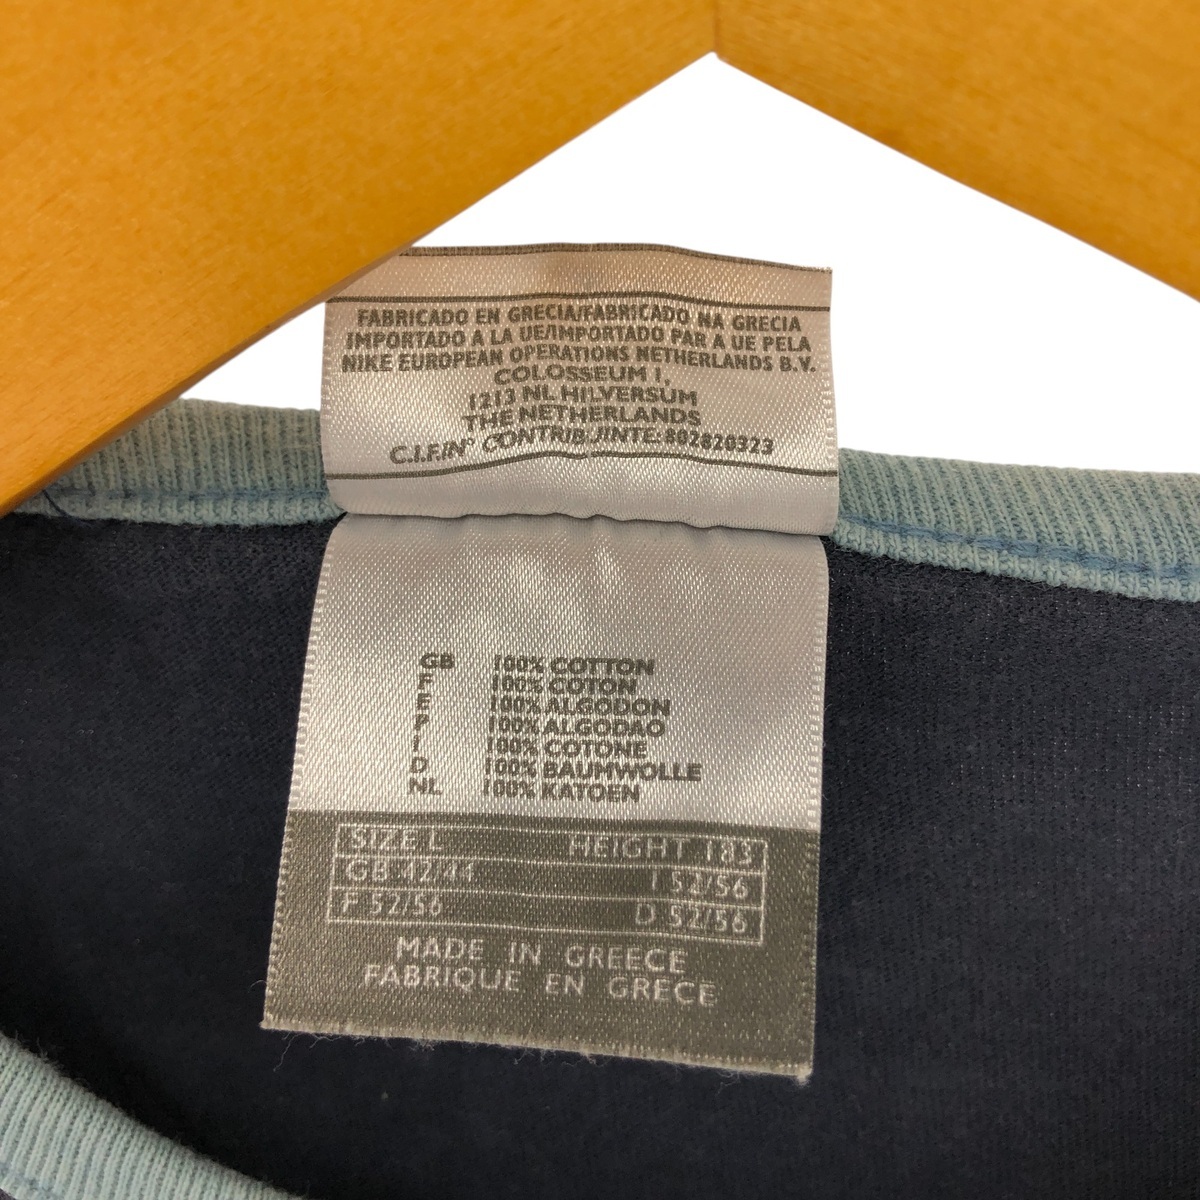 FABRICADO EN GRECIA/FABRICADO NA GRECIA
IMPORTADO A LA UE/IMPORTADO PAR A UE PELA
NIKE EUROPEAN OPERATIONS NETHERLANDS B.V.
COLOSSEUM 1,
1213 NL HILVERSUM
THE NETHERLANDS
C.I.F./N° CONTRIB.JINTE: 802820323
GB 100% COTTON
F 100% COTON
E 100% ALGODON
P 100% ALGODAO
I 100% COTONE
D 100% BAUMWOLLE
NL 100% KATOEN
SIZE L HEIGHT 183
GB 42/44 I 52/56
F 52/56 D 52/56
MADE IN GREECE
FABRIQUE EN GRECE